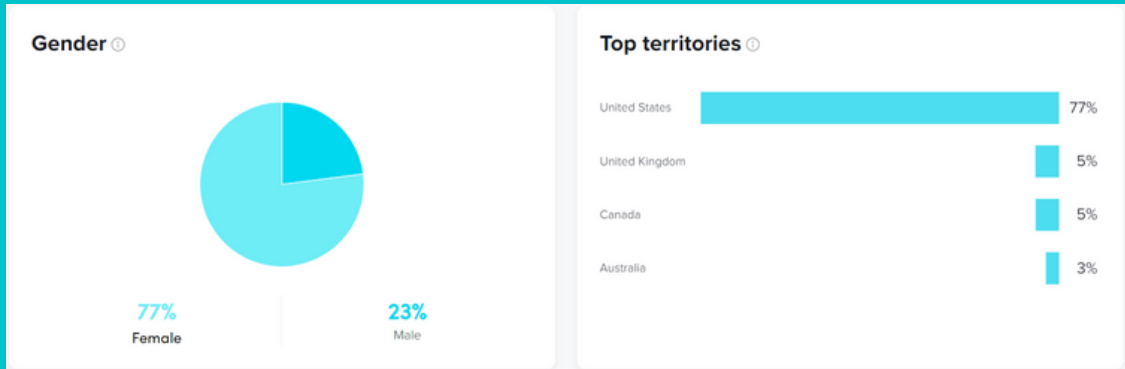 Gender
77%
Female
23%
Male
Top territories
United States
77%
United Kingdom
5%
Canada
5%
Australia
3%